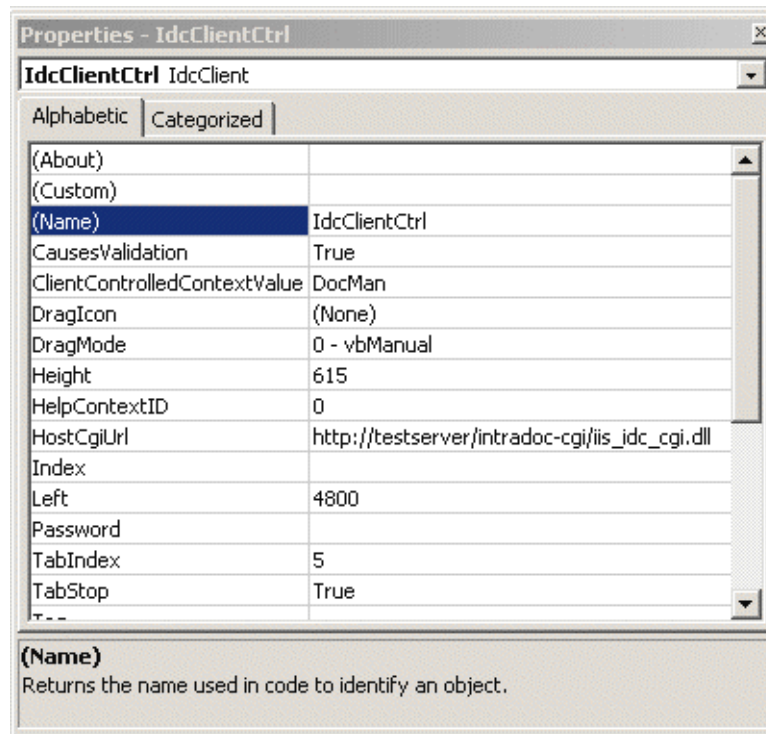 Properties - IdcClientCtrl
IdcClientCtrl IdcClient
Alphabetic Categorized
(About)
(Custom)
(Name) IdcClientCtrl
CausesValidation True
ClientControlledContextValue DocMan
DragIcon (None)
DragMode 0 - vbManual
Height 615
HelpContextID 0
HostCgiUrl http://testserver/intradoc-cgi/iis_idc_cgi.dll
Index
Left 4800
Password
TabIndex 5
TabStop True
(Name)
Returns the name used in code to identify an object.